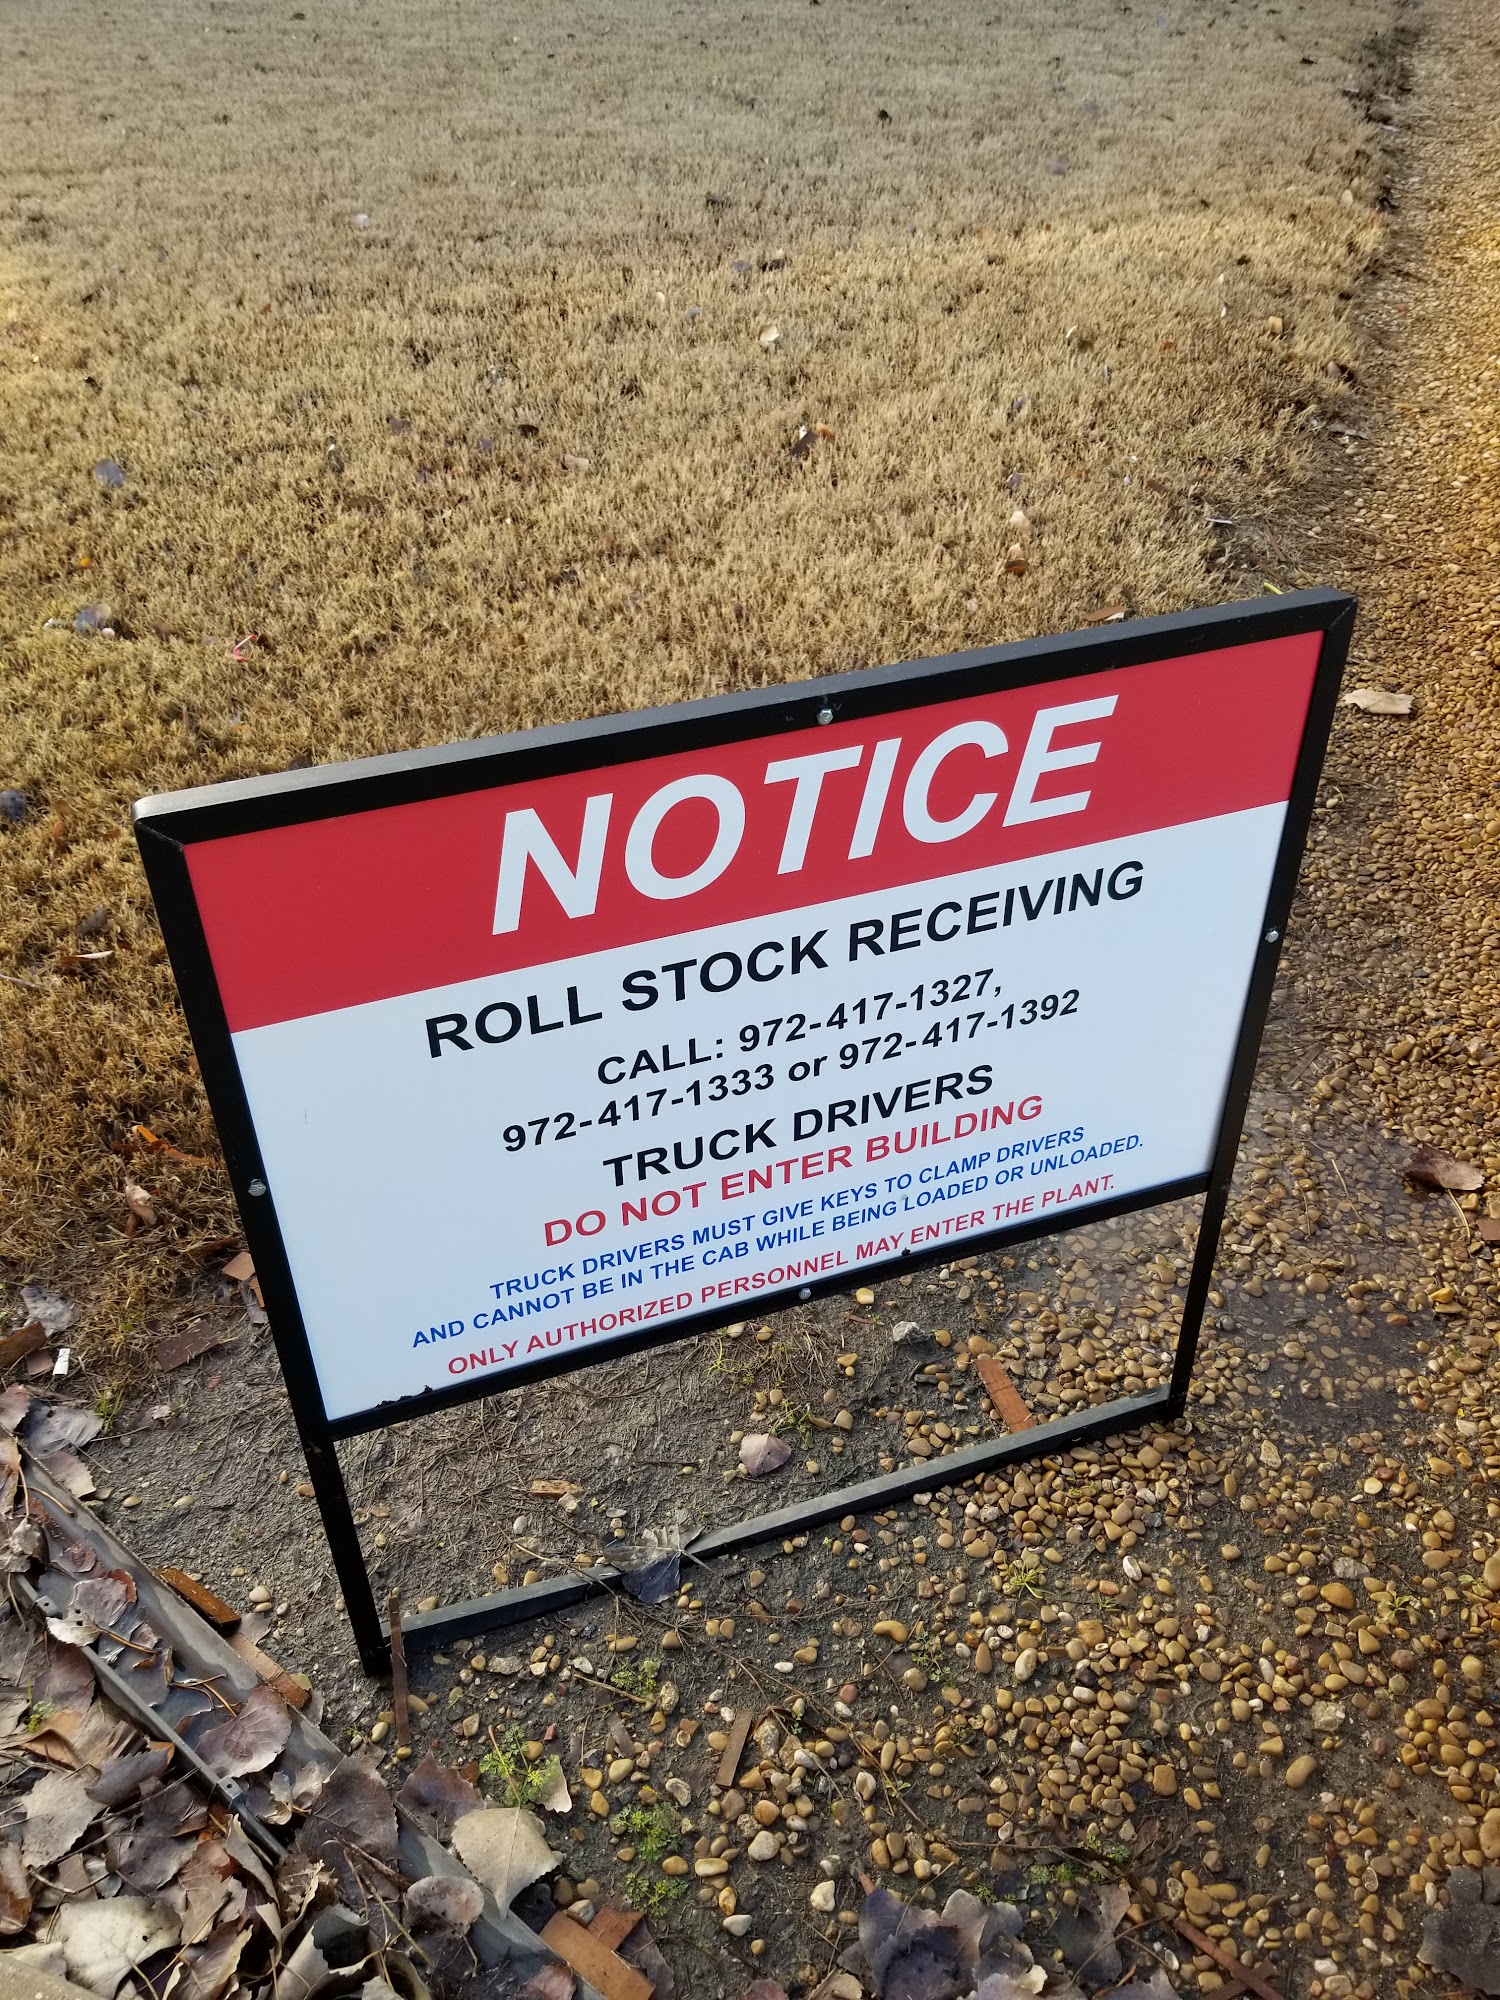 NOTICE
ROLL STOCK RECEIVING
CALL: 972-417-1327,
972-417-1333 or 972-417-1392
TRUCK DRIVERS
DO NOT ENTER BUILDING
TRUCK DRIVERS MUST GIVE KEYS TO CLAMP DRIVERS
AND CANNOT BE IN THE CAB WHILE BEING LOADED OR UNLOADED.
ONLY AUTHORIZED PERSONNEL MAY ENTER THE PLANT.